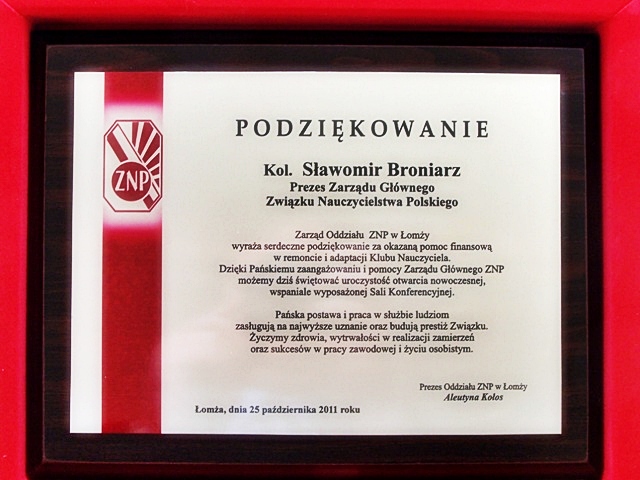 ZNP
PODZIĘKOWANIE
Kol. Sławomir Broniarz
Prezes Zarządu Głównego
Związku Nauczycielstwa Polskiego
Zarząd Oddziału ZNP w Łomży
wyraża serdeczne podziękowanie za okazaną pomoc finansową
w remoncie i adaptacji Klubu Nauczyciela.
Dzięki Pańskiemu zaangażowaniu i pomocy Zarządu Głównego ZNP
możemy dziś świętować uroczystość otwarcia nowoczesnej,
wspaniale wyposażonej Sali Konferencyjnej.
Pańska postawa i praca w służbie ludziom
zasługują na najwyższe uznanie oraz budują prestiż Związku.
Życzymy zdrowia, wytrwałości w realizacji zamierzeń
oraz sukcesów w pracy zawodowej i życiu osobistym.
Prezes Oddziału ZNP w Łomży
Aleutyna Kolos
Łomża, dnia 25 października 2011 roku